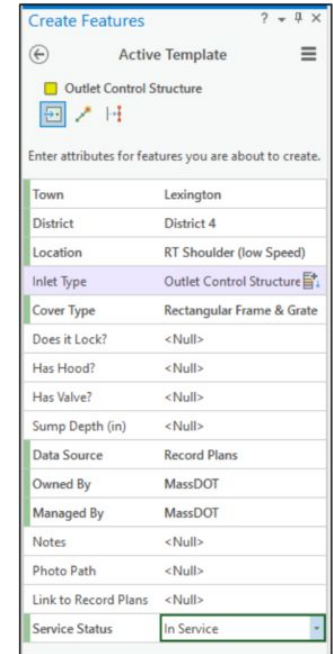 Create Features
Active Template
Outlet Control Structure
Enter attributes for features you are about to create.
Town Lexington
District District 4
Location RT Shoulder (low Speed)
Inlet Type Outlet Control Structure
Cover Type Rectangular Frame & Grate
Does it Lock? <Null>
Has Hood? <Null>
Has Valve? <Null>
Sump Depth (in) <Null>
Data Source Record Plans
Owned By MassDOT
Managed By MassDOT
Notes <Null>
Photo Path <Null>
Link to Record Plans <Null>
Service Status In Service